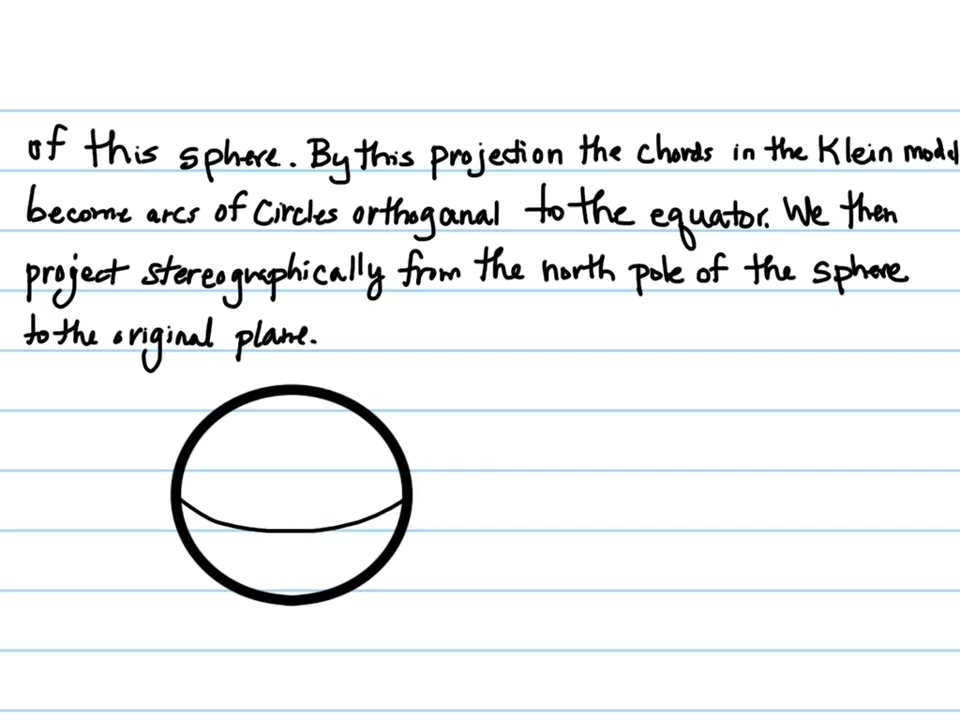 of this sphere. By this projection the chords in the Klein model
become arcs of Circles orthoganal to the equator. We then
project stereographically from the north pole of the sphere
to the original plane.